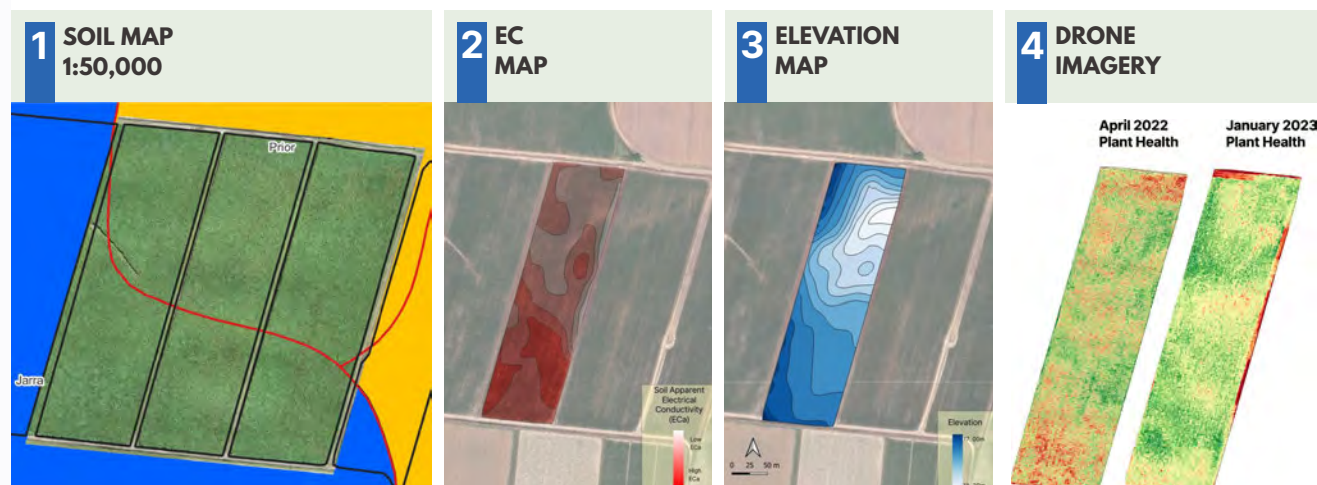 1 SOIL MAP
1:50,000
2 EC
MAP
3 ELEVATION
MAP
4 DRONE
IMAGERY
Prior
Jarra
Soil Apparent
Electrical
Conductivity
(ECa)
Low
ECa
High
ECa
Elevation
0 25 50 m
April 2022
Plant Health
January 2023
Plant Health